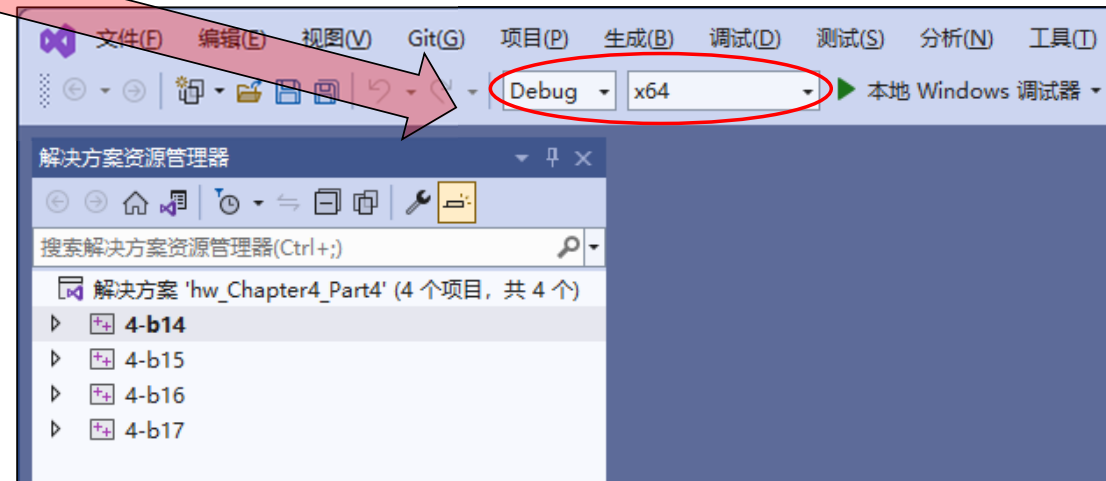 文件(F) 编辑(E) 视图(V) Git(G) 项目(P) 生成(B) 调试(D) 测试(S) 分析(N) 工具(T)
Debug x64 本地 Windows 调试器
解决方案资源管理器
搜索解决方案资源管理器(Ctrl+;)
解决方案 'hw_Chapter4_Part4' (4 个项目，共 4 个)
4-b14
4-b15
4-b16
4-b17